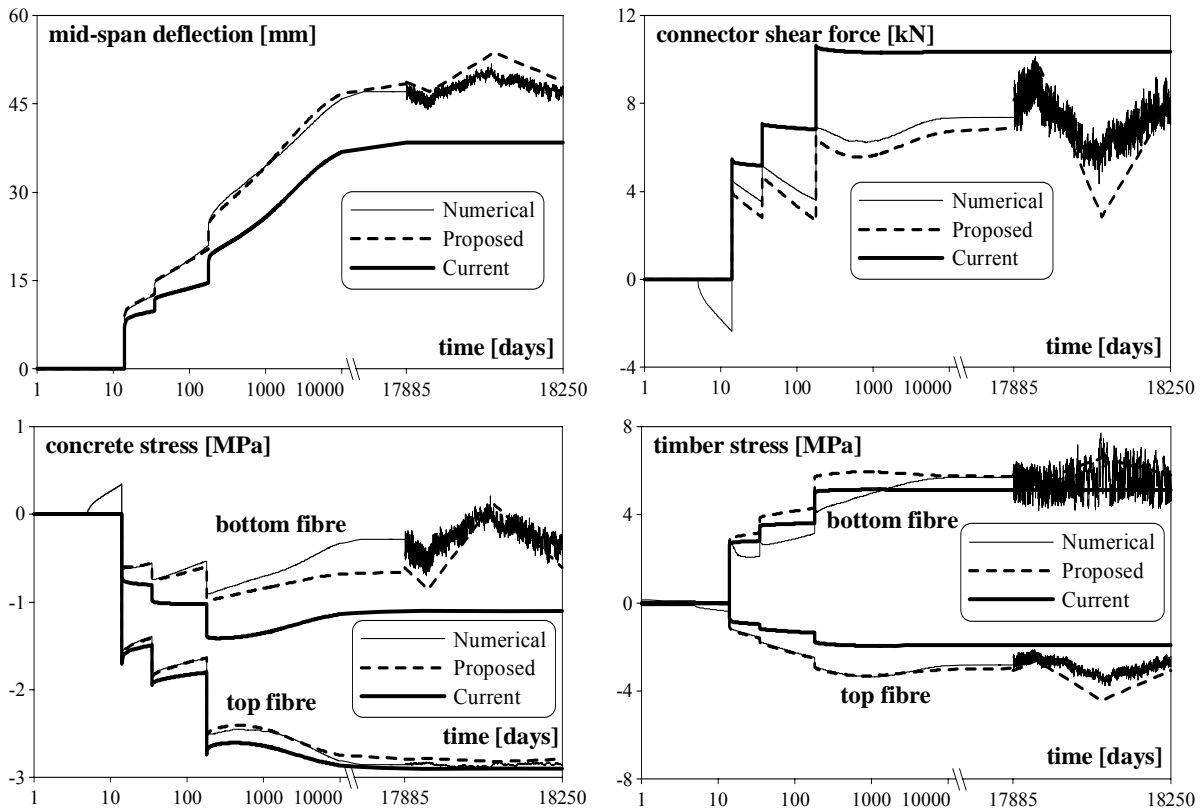 mid-span deflection [mm]
60
45
30
15
0
Numerical
Proposed
Current
time [days]
1
10
100
1000
10000
17885
18250
connector shear force [kN]
12
8
4
0
-4
Numerical
Proposed
Current
time [days]
1
10
100
1000
10000
17885
18250
concrete stress [MPa]
1
0
-1
-2
-3
bottom fibre
Numerical
Proposed
Current
top fibre
time [days]
1
10
100
1000
10000
17885
18250
timber stress [MPa]
8
4
0
-4
-8
bottom fibre
Numerical
Proposed
Current
top fibre
time [days]
1
10
100
1000
10000
17885
18250